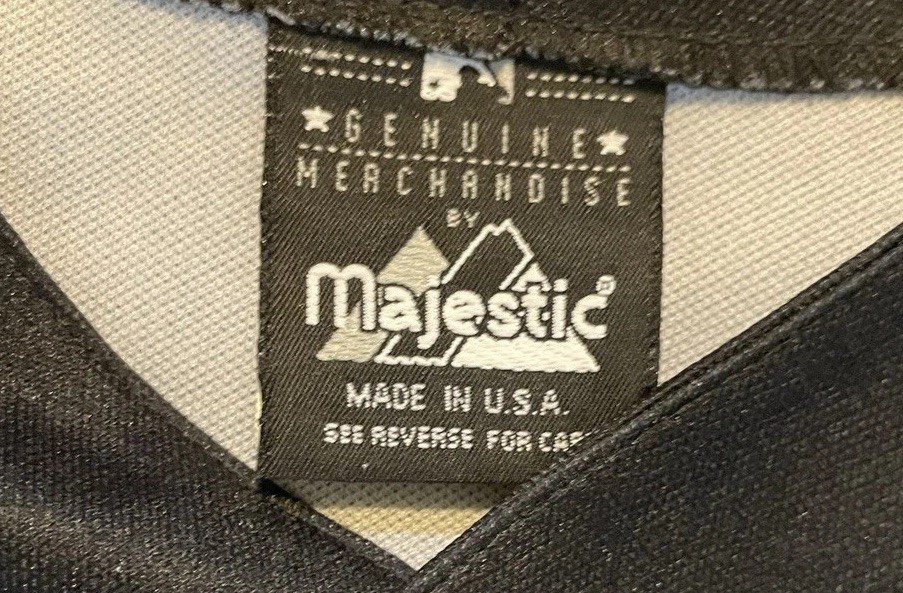 GENUINE
MERCHANDISE
BY
Majestic
MADE IN U.S.A.
SEE REVERSE FOR